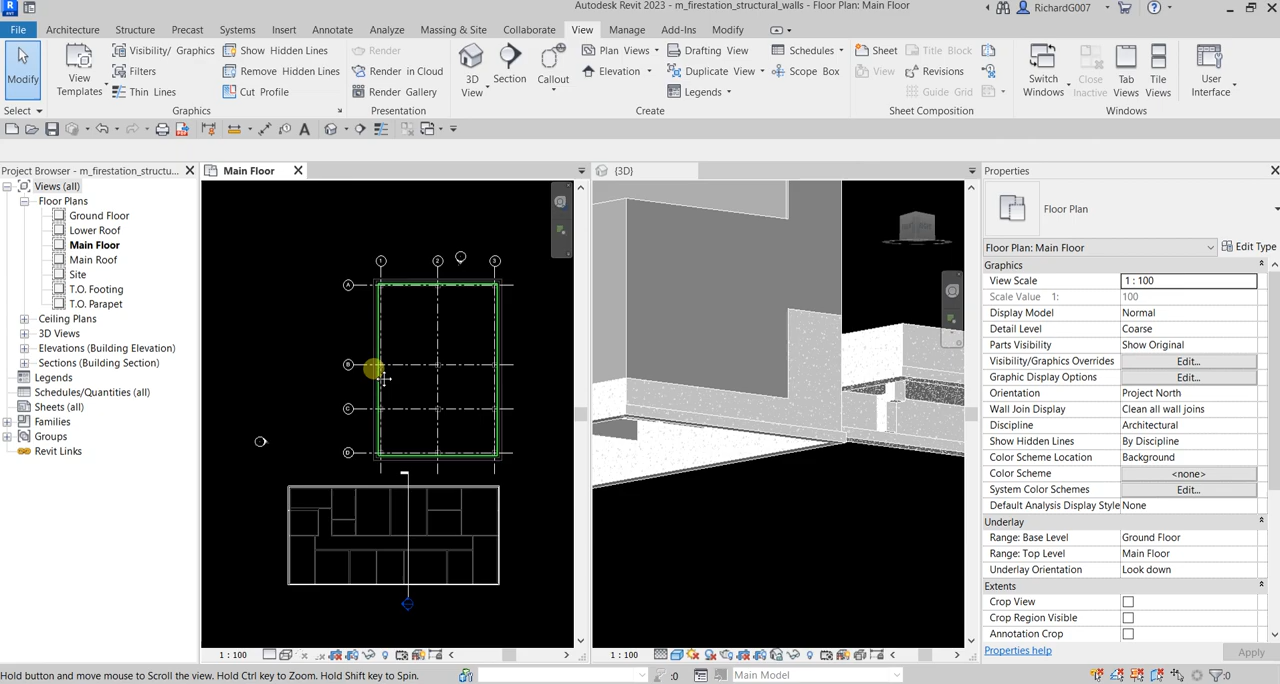 Autodesk Revit 2023 - m_firestation_structural_walls - Floor Plan: Main Floor
RichardG007
File Architecture Structure Precast Systems Insert Annotate Analyze Massing & Site Collaborate View Manage Add-Ins Modify
Modify
View Templates
Visibility/ Graphics
Filters
Thin Lines
Show Hidden Lines
Remove Hidden Lines
Cut Profile
Render
Render in Cloud
Render Gallery
3D View
Section
Callout
Plan Views
Elevation
Drafting View
Duplicate View
Legends
Schedules
Scope Box
Sheet
View
Title Block
Revisions
Guide Grid
Switch Windows
Close Inactive
Tab Views
Tile Views
User Interface
Select
Graphics
Presentation
Create
Sheet Composition
Windows
Project Browser - m_firestation_structu...
Views (all)
Floor Plans
Ground Floor
Lower Roof
Main Floor
Main Roof
Site
T.O. Footing
T.O. Parapet
Ceiling Plans
3D Views
Elevations (Building Elevation)
Sections (Building Section)
Legends
Schedules/Quantities (all)
Sheets (all)
Families
Groups
Revit Links
Main Floor
1 2 3
A
B
C
D
1 : 100
{3D}
1 : 100
Properties
Floor Plan
Floor Plan: Main Floor
Edit Type
Graphics
View Scale 1 : 100
Scale Value 1: 100
Display Model Normal
Detail Level Coarse
Parts Visibility Show Original
Visibility/Graphics Overrides Edit...
Graphic Display Options Edit...
Orientation Project North
Wall Join Display Clean all wall joins
Discipline Architectural
Show Hidden Lines By Discipline
Color Scheme Location Background
Color Scheme <none>
System Color Schemes Edit...
Default Analysis Display Style None
Underlay
Range: Base Level Ground Floor
Range: Top Level Main Floor
Underlay Orientation Look down
Extents
Crop View
Crop Region Visible
Annotation Crop
Properties help
Apply
Hold button and move mouse to Scroll the view. Hold Ctrl key to Zoom. Hold Shift key to Spin.
:0
Main Model
:0